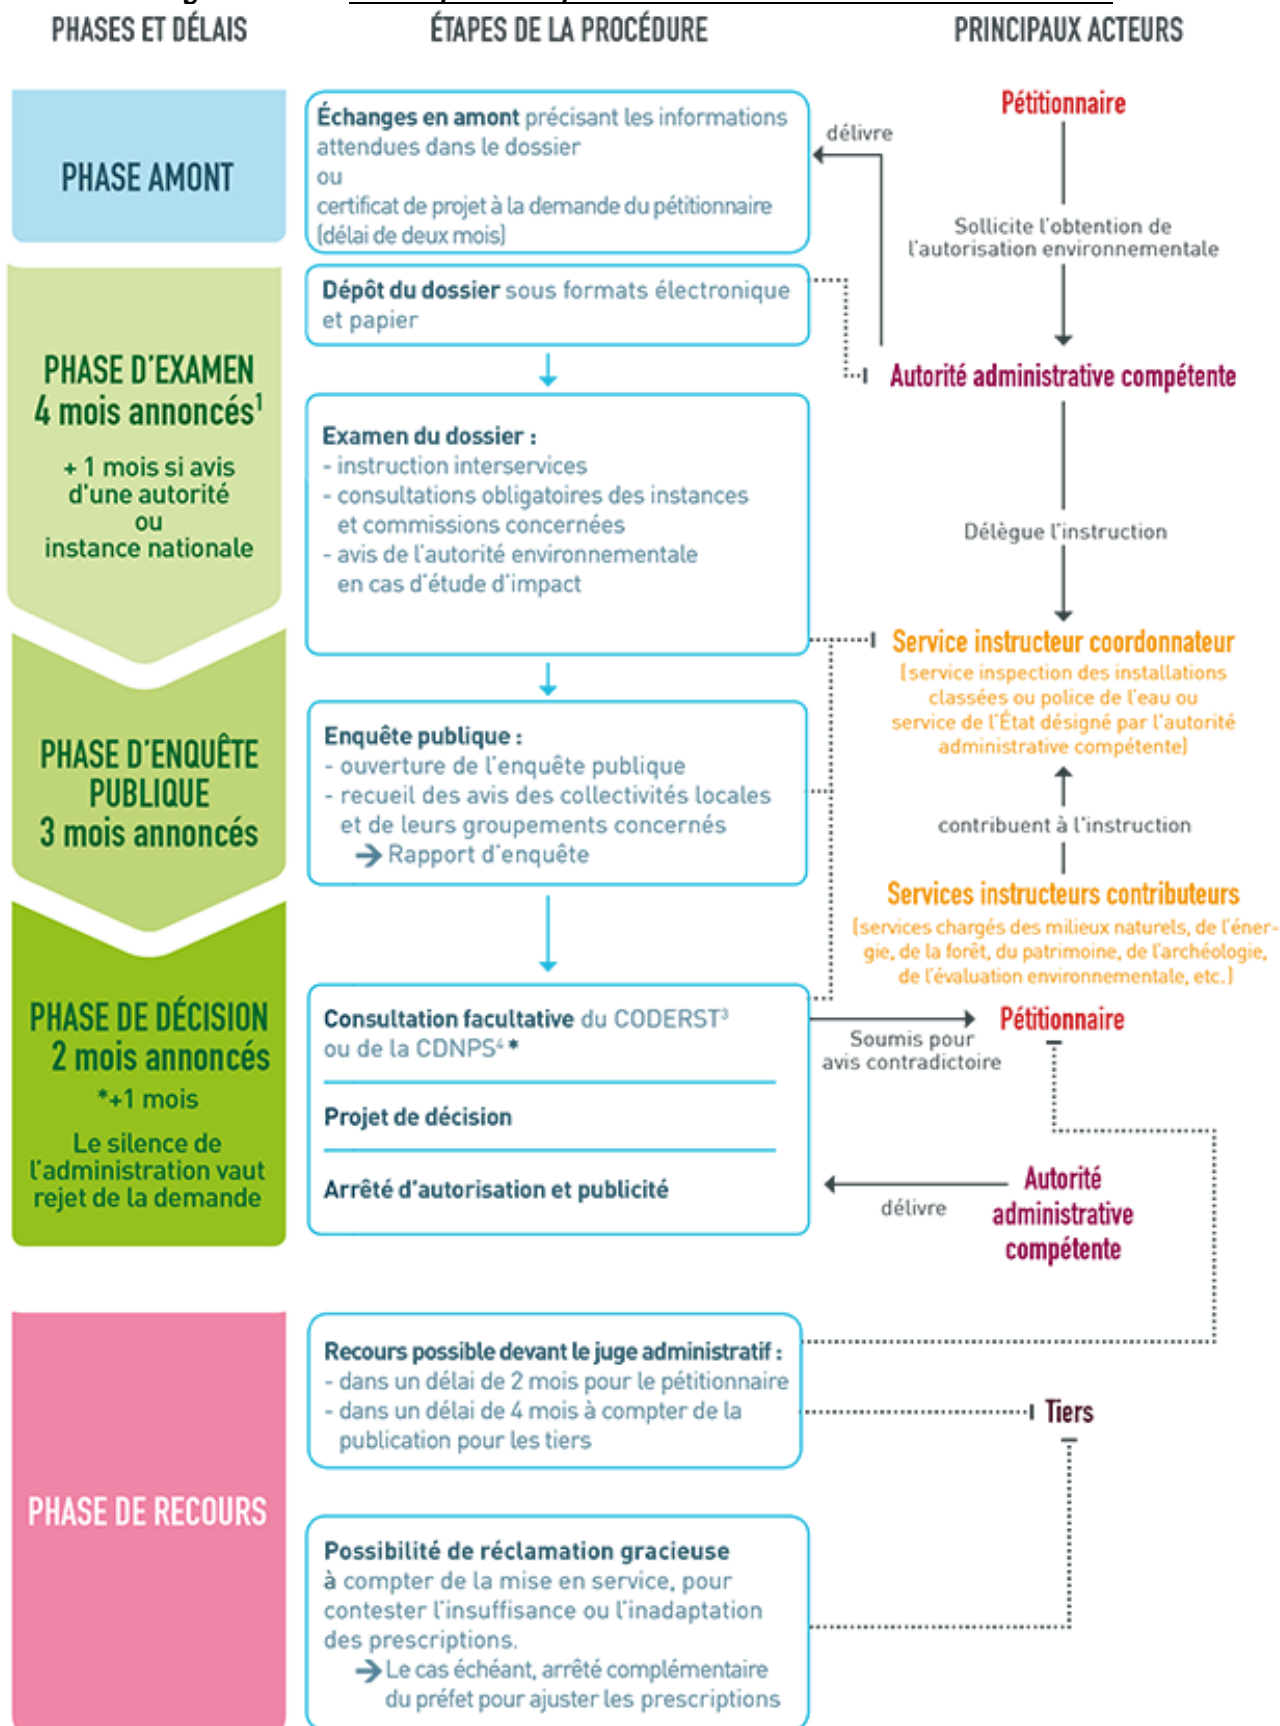 PHASES ET DÉLAIS
ÉTAPES DE LA PROCÉDURE
PRINCIPAUX ACTEURS
PHASE AMONT
Échanges en amont précisant les informations
attendues dans le dossier
ou
certificat de projet à la demande du pétitionnaire
(délai de deux mois)
délivre
Pétitionnaire
Sollicite l'obtention de
l'autorisation environnementale
PHASE D'EXAMEN
4 mois annoncés¹
+ 1 mois si avis
d'une autorité
ou
instance nationale
Dépôt du dossier sous formats électronique
et papier
Autorité administrative compétente
Examen du dossier :
- instruction interservices
- consultations obligatoires des instances
et commissions concernées
- avis de l'autorité environnementale
en cas d'étude d'impact
Délègue l'instruction
Service instructeur coordonnateur
(service inspection des installations
classées ou police de l'eau ou
service de l'État désigné par l'autorité
administrative compétente)
PHASE D'ENQUÊTE
PUBLIQUE
3 mois annoncés
Enquête publique :
- ouverture de l'enquête publique
- recueil des avis des collectivités locales
et de leurs groupements concernés
→ Rapport d'enquête
contribuent à l'instruction
Services instructeurs contributeurs
(services chargés des milieux naturels, de l'éner-
gie, de la forêt, du patrimoine, de l'archéologie,
de l'évaluation environnementale, etc.)
PHASE DE DÉCISION
2 mois annoncés
*+1 mois
Le silence de
l'administration vaut
rejet de la demande
Consultation facultative du CODERST³
ou de la CDNPS⁴ *
Projet de décision
Arrêté d'autorisation et publicité
Soumis pour
avis contradictoire
Pétitionnaire
délivre
Autorité
administrative
compétente
PHASE DE RECOURS
Recours possible devant le juge administratif :
- dans un délai de 2 mois pour le pétitionnaire
- dans un délai de 4 mois à compter de la
publication pour les tiers
Tiers
Possibilité de réclamation gracieuse
à compter de la mise en service, pour
contester l'insuffisance ou l'inadaptation
des prescriptions.
→ Le cas échéant, arrêté complémentaire
du préfet pour ajuster les prescriptions